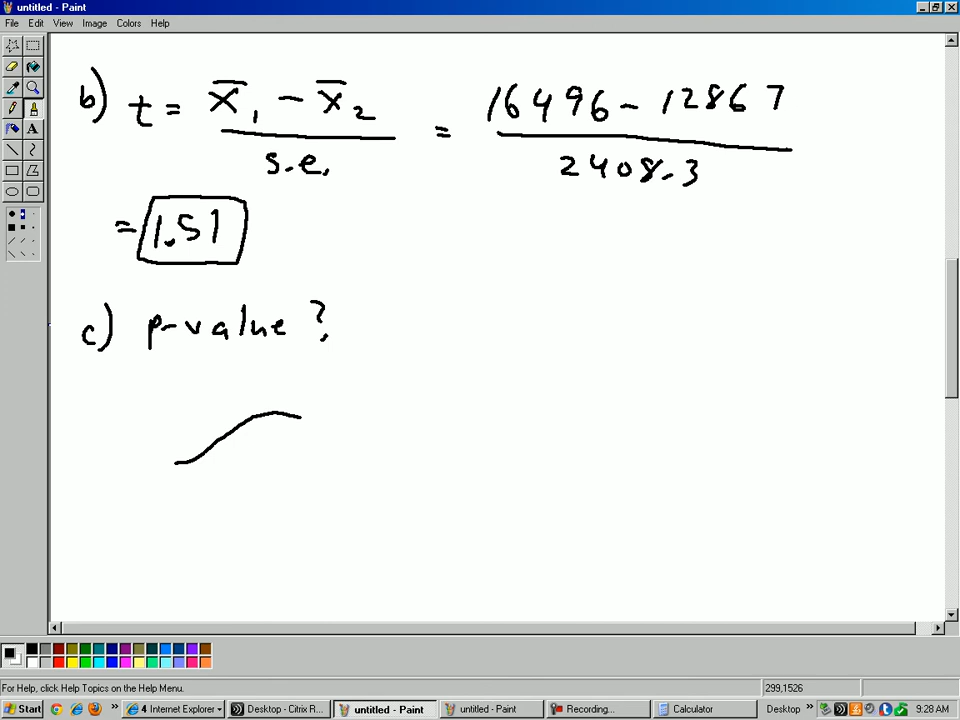 untitled - Paint
File Edit View Image Colors Help
b) t = x̄₁ - x̄₂ / s.e. = 16496 - 12867 / 2408.3
= 1.51
c) p-value ?
For Help, click Help Topics on the Help Menu.
299,1526
Start
4 Internet Explorer
Desktop - Citrix R...
untitled - Paint
untitled - Paint
Recording...
Calculator
Desktop
9:28 AM